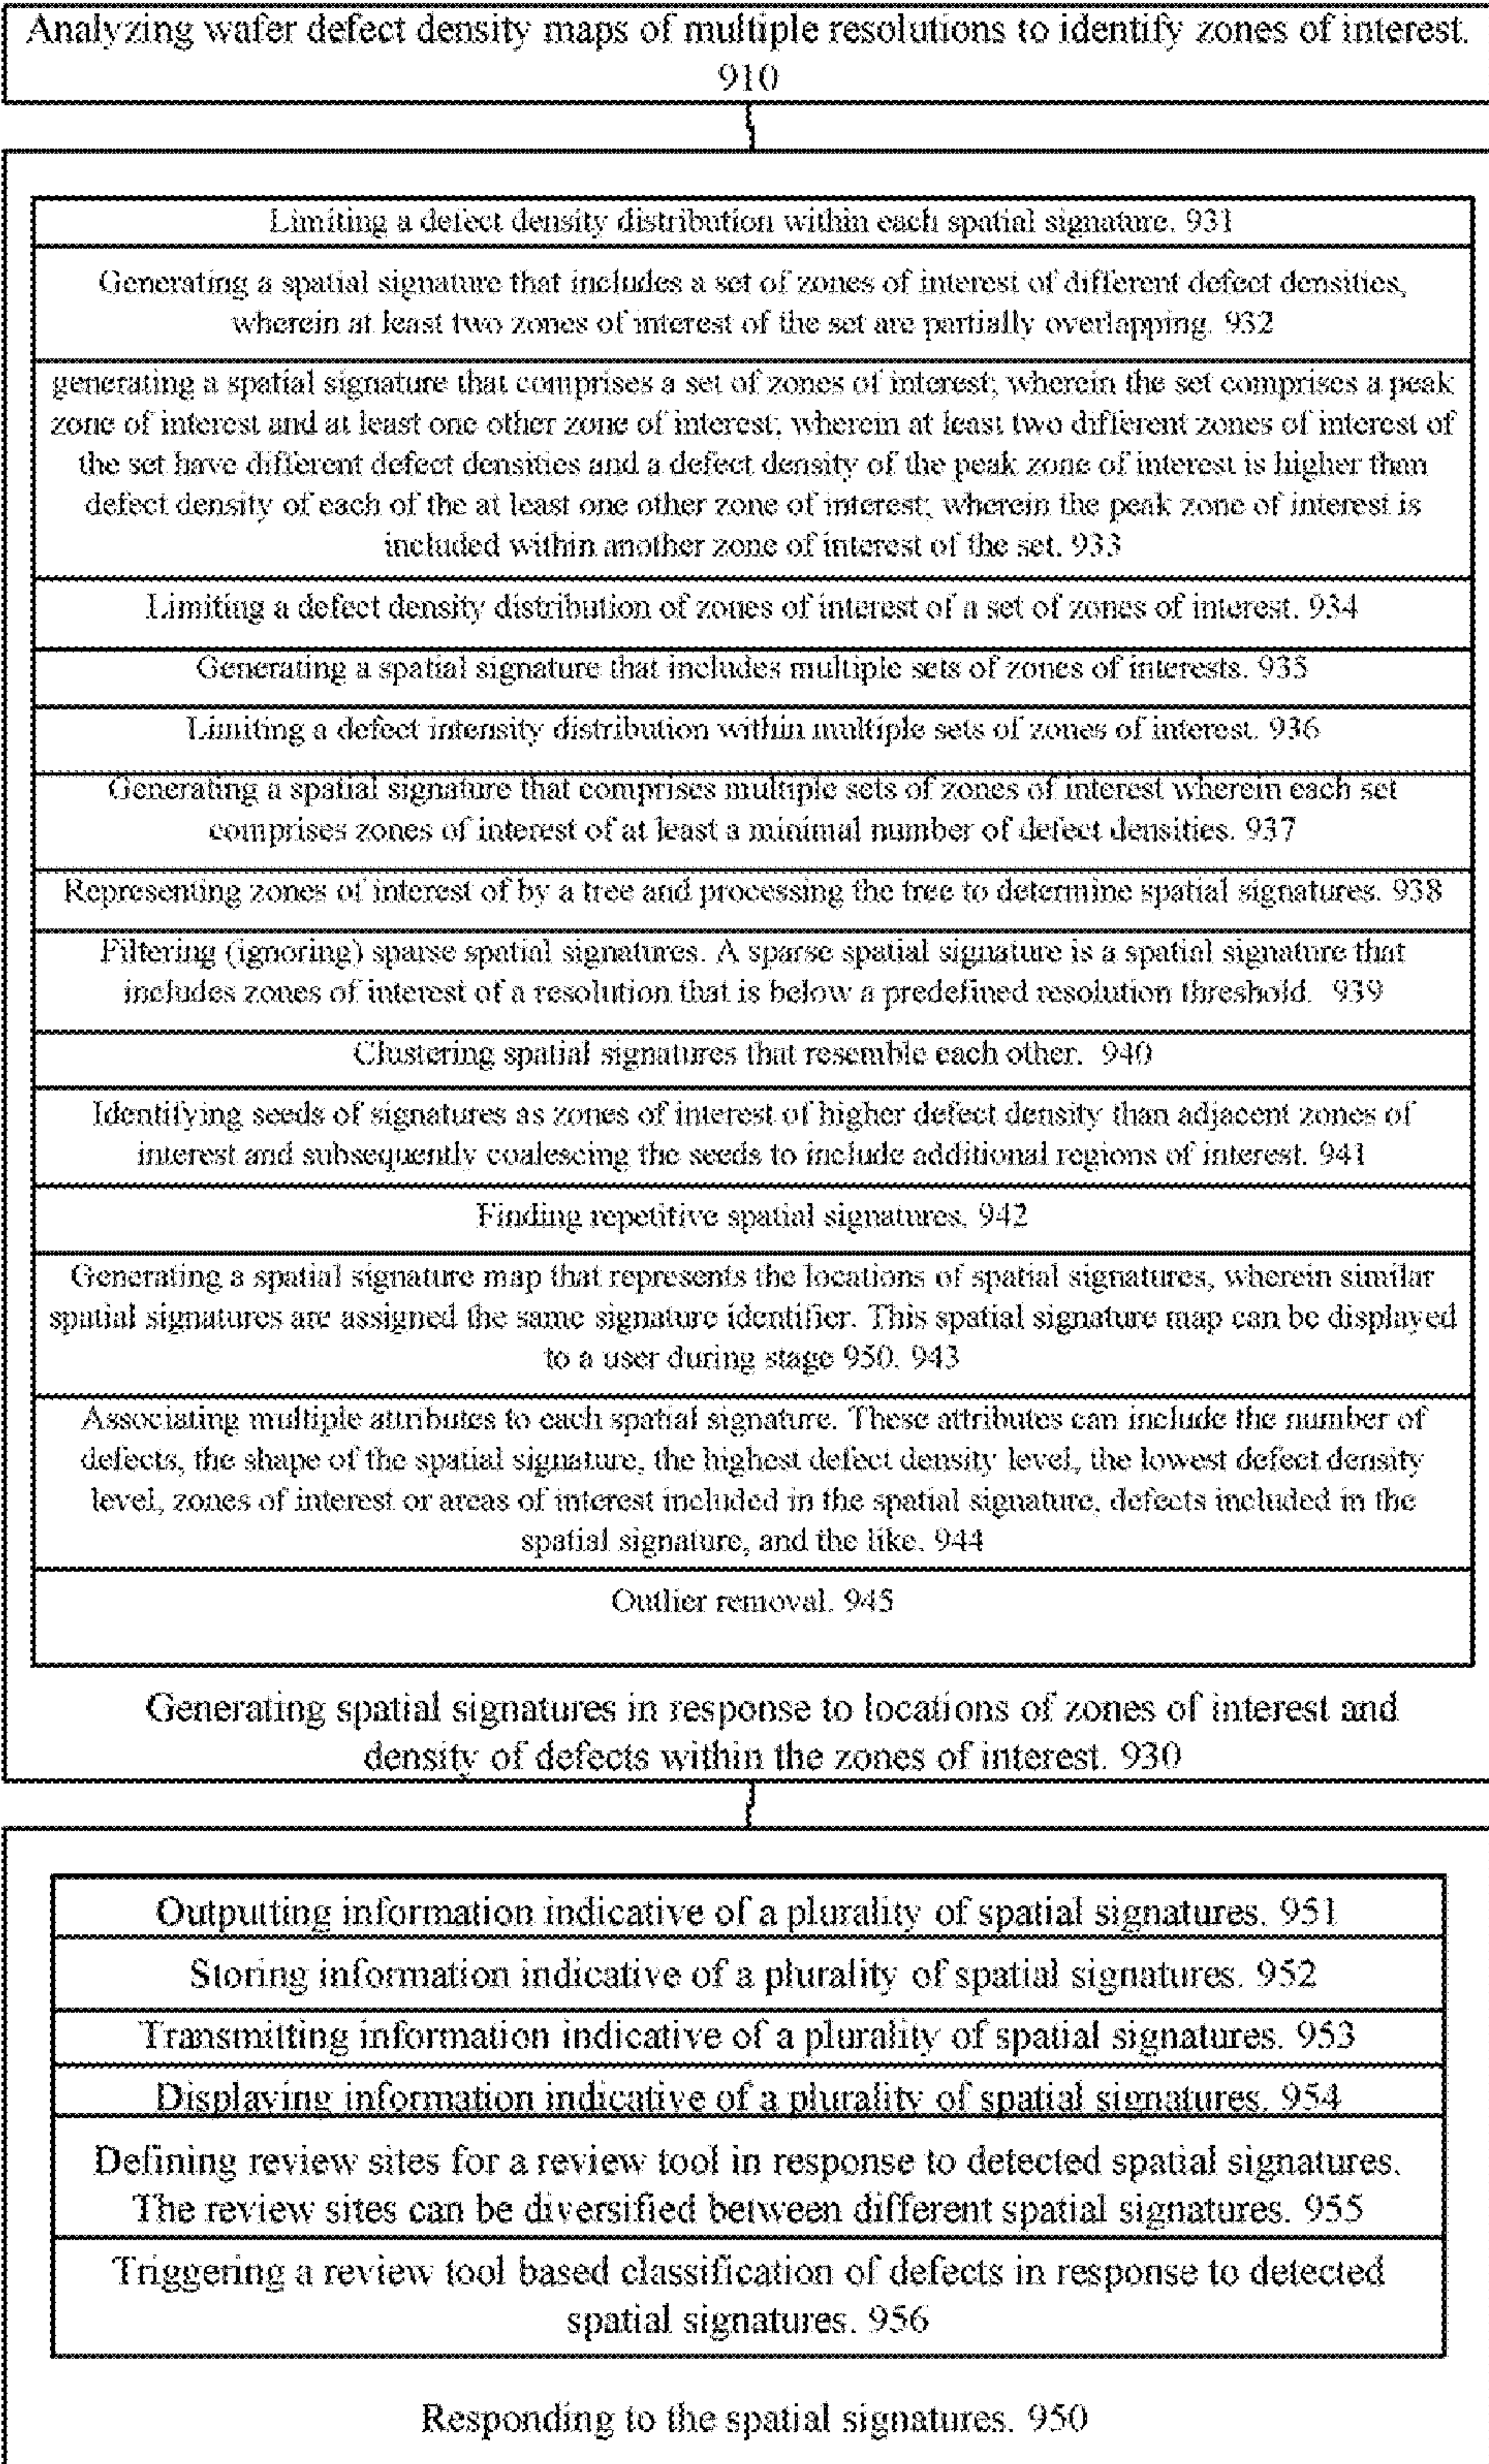 Analyzing wafer defect density maps of multiple resolutions to identify zones of interest.
910
Limiting a defect density distribution within each spatial signature. 931
Generating a spatial signature that includes a set of zones of interest of different defect densities,
wherein at least two zones of interest of the set are partially overlapping. 932
generating a spatial signature that comprises a set of zones of interest; wherein the set comprises a peak
zone of interest and at least one other zone of interest; wherein at least two different zones of interest of
the set have different defect densities and a defect density of the peak zone of interest is higher than
defect density of each of the at least one other zone of interest; wherein the peak zone of interest is
included within another zone of interest of the set. 933
Limiting a defect density distribution of zones of interest of a set of zones of interest. 934
Generating a spatial signature that includes multiple sets of zones of interests. 935
Limiting a defect intensity distribution within multiple sets of zones of interest. 936
Generating a spatial signature that comprises multiple sets of zones of interest wherein each set
comprises zones of interest of at least a minimal number of defect densities. 937
Representing zones of interest of by a tree and processing the tree to determine spatial signatures. 938
Filtering (ignoring) sparse spatial signatures. A sparse spatial signature is a spatial signature that
includes zones of interest of a resolution that is below a predefined resolution threshold. 939
Clustering spatial signatures that resemble each other. 940
Identifying seeds of signatures as zones of interest of higher defect density than adjacent zones of
interest and subsequently coalescing the seeds to include additional regions of interest. 941
Finding repetitive spatial signatures. 942
Generating a spatial signature map that represents the locations of spatial signatures, wherein similar
spatial signatures are assigned the same signature identifier. This spatial signature map can be displayed
to a user during stage 950. 943
Associating multiple attributes to each spatial signature. These attributes can include the number of
defects, the shape of the spatial signature, the highest defect density level, the lowest defect density
level, zones of interest or areas of interest included in the spatial signature, defects included in the
spatial signature, and the like. 944
Outlier removal. 945
Generating spatial signatures in response to locations of zones of interest and
density of defects within the zones of interest. 930
Outputting information indicative of a plurality of spatial signatures. 951
Storing information indicative of a plurality of spatial signatures. 952
Transmitting information indicative of a plurality of spatial signatures. 953
Displaying information indicative of a plurality of spatial signatures. 954
Defining review sites for a review tool in response to detected spatial signatures.
The review sites can be diversified between different spatial signatures. 955
Triggering a review tool based classification of defects in response to detected
spatial signatures. 956
Responding to the spatial signatures. 950